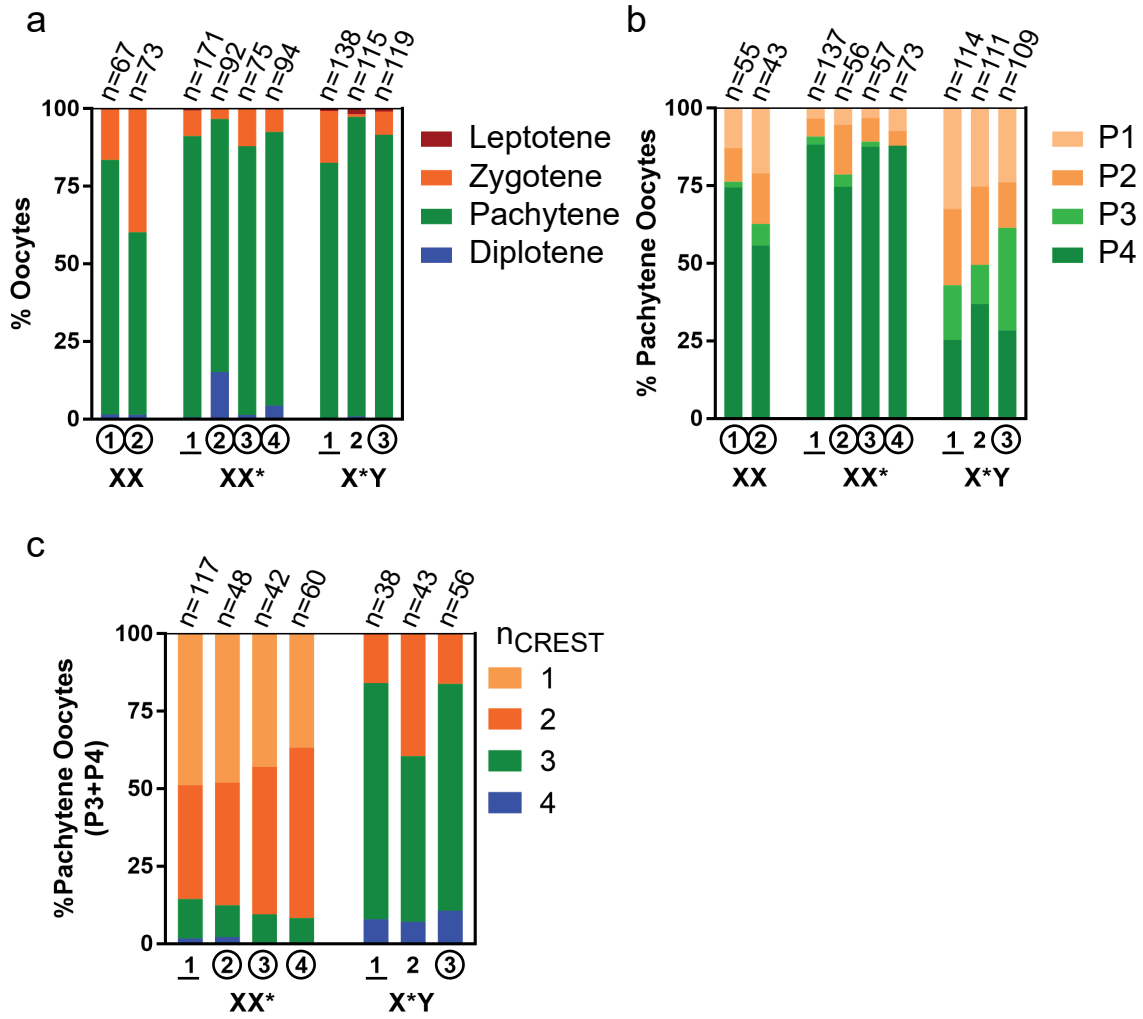 a
n=67 n=73 n=171 n=92 n=75 n=94 n=138 n=115 n=119
% Oocytes
100
75
50
25
0
1 2 1 2 3 4 1 2 3
XX XX* X*Y
Leptotene
Zygotene
Pachytene
Diplotene
b
n=55 n=43 n=137 n=56 n=57 n=73 n=114 n=111 n=109
% Pachytene Oocytes
100
75
50
25
0
1 2 1 2 3 4 1 2 3
XX XX* X*Y
P1
P2
P3
P4
c
n=117 n=48 n=42 n=60 n=38 n=43 n=56
%Pachytene Oocytes
(P3+P4)
100
75
50
25
0
1 2 3 4 1 2 3
XX* X*Y
nCREST
1
2
3
4